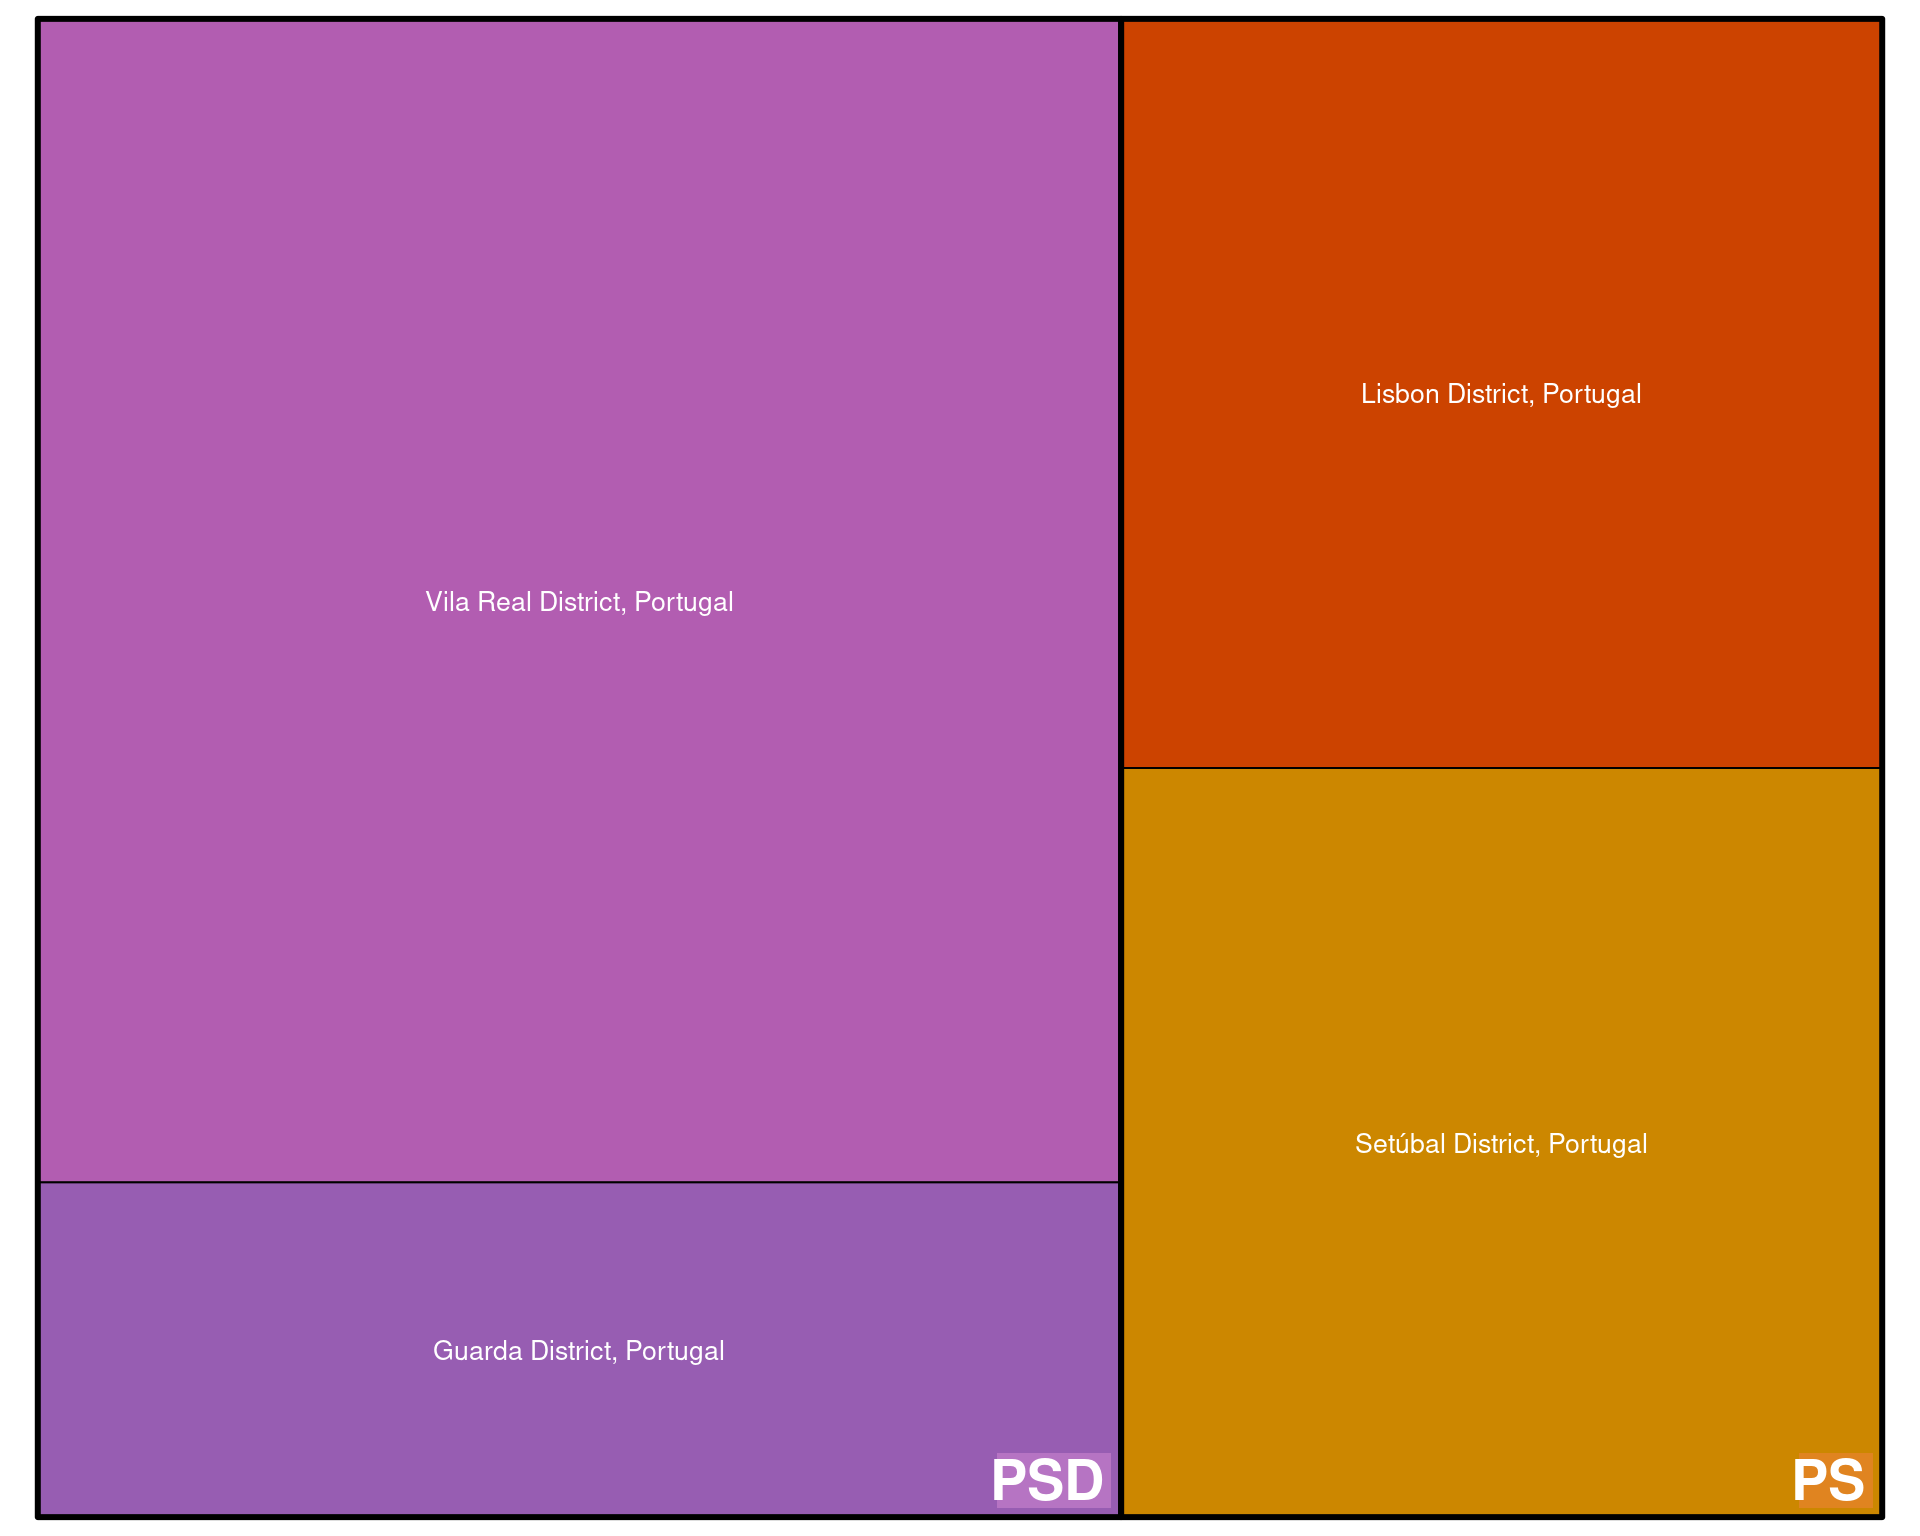 Vila Real District, Portugal
Guarda District, Portugal
PSD
Lisbon District, Portugal
Setúbal District, Portugal
PS